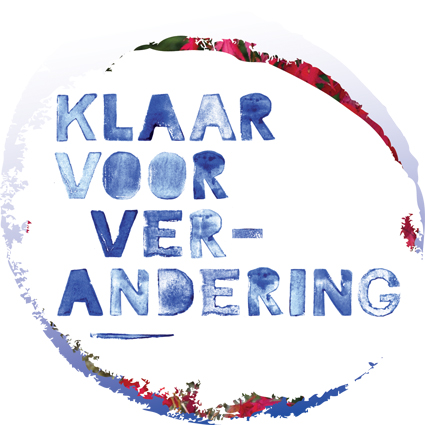 KLAAR
VOOR
VER-
ANDERING